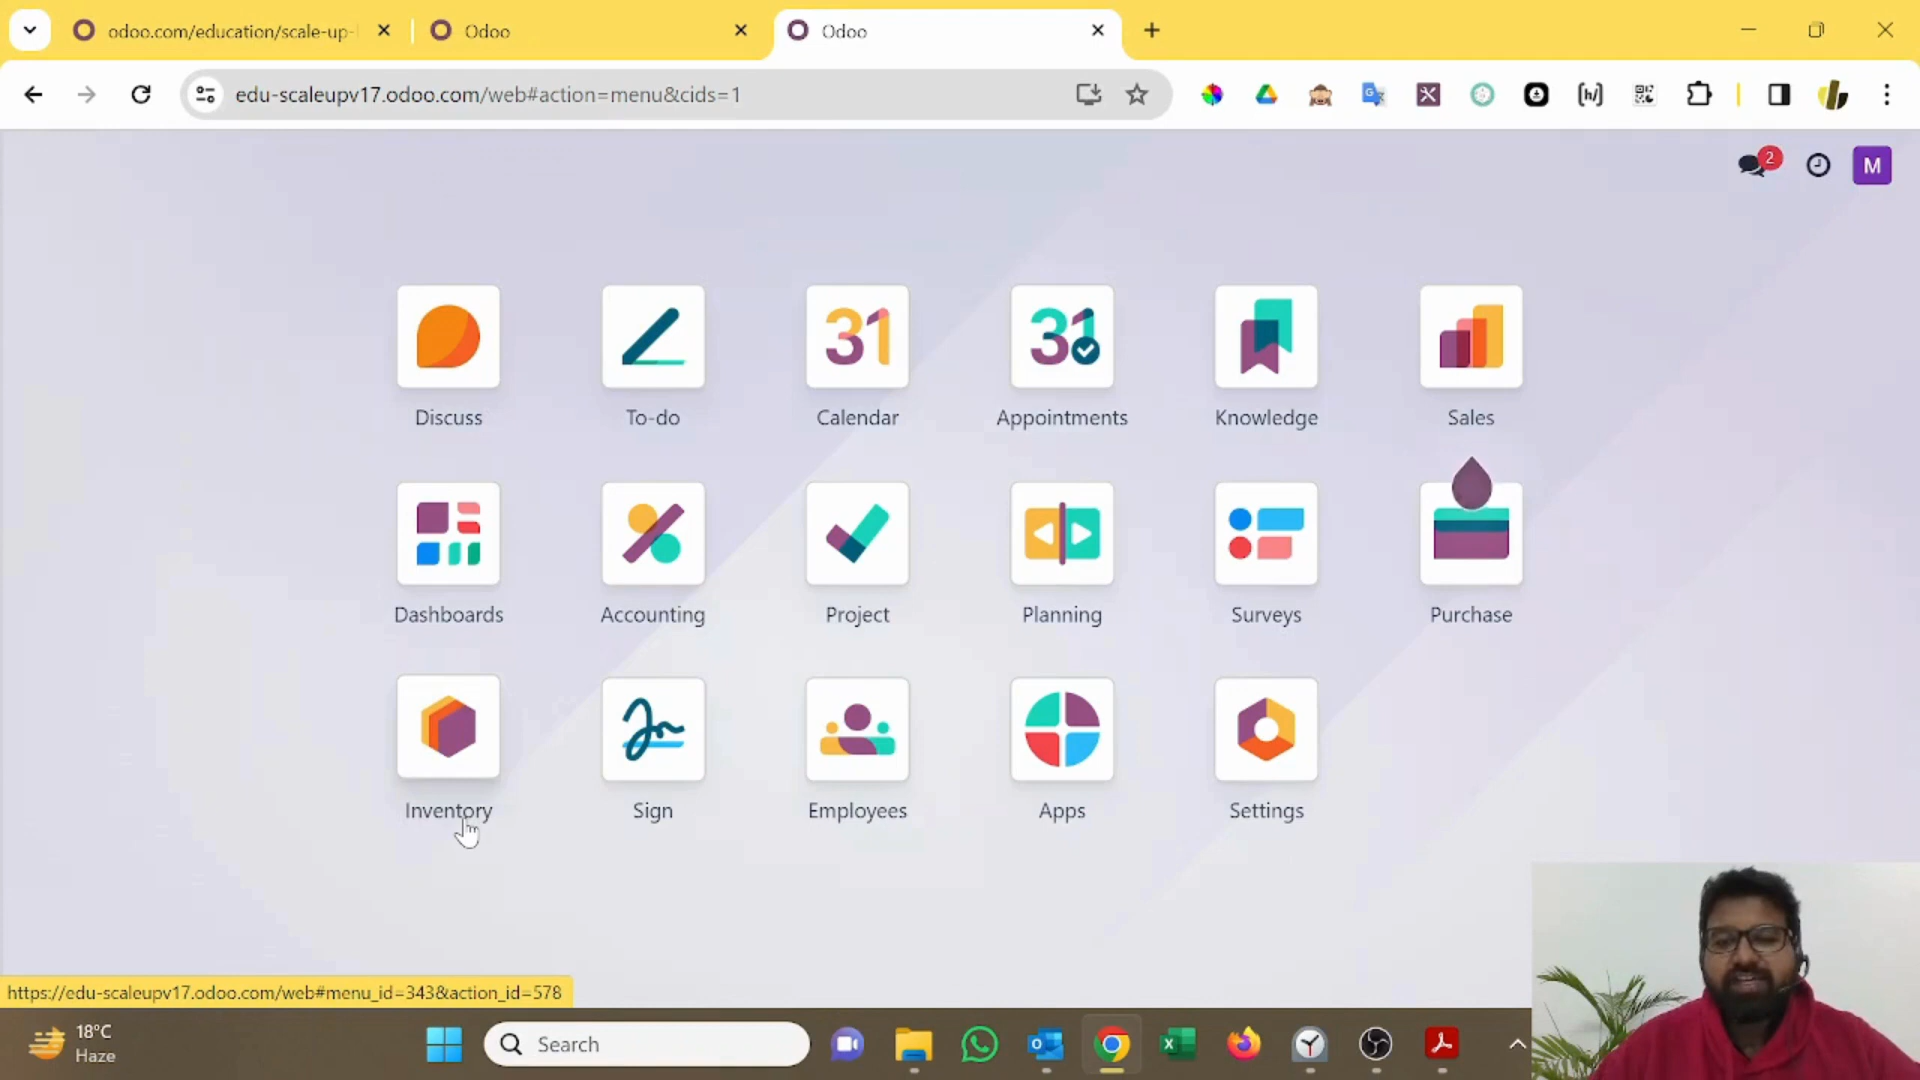 odoo.com/education/scale-up-
Odoo
Odoo
edu-scaleupv17.odoo.com/web#action=menu&cids=1
2
M
31
31
Discuss
To-do
Calendar
Appointments
Knowledge
Sales
Dashboards
Accounting
Project
Planning
Surveys
Purchase
Inventory
Sign
Employees
Apps
Settings
https://edu-scaleupv17.odoo.com/web#menu_id=343&action_id=578
18°C
Haze
Search